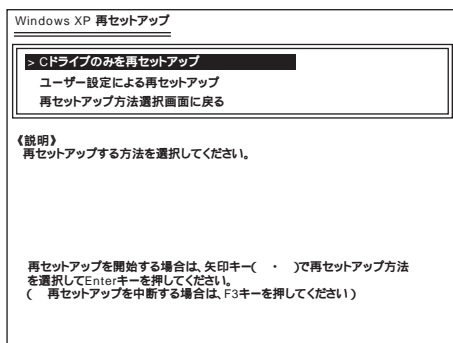 Windows XP 再セットアップ
> Cドライブのみを再セットアップ
ユーザー設定による再セットアップ
再セットアップ方法選択画面に戻る
《説明》
再セットアップする方法を選択してください。
再セットアップを開始する場合は、矢印キー( ・ )で再セットアップ方法
を選択してEnterキーを押してください。
( 再セットアップを中断する場合は、F3キーを押してください)